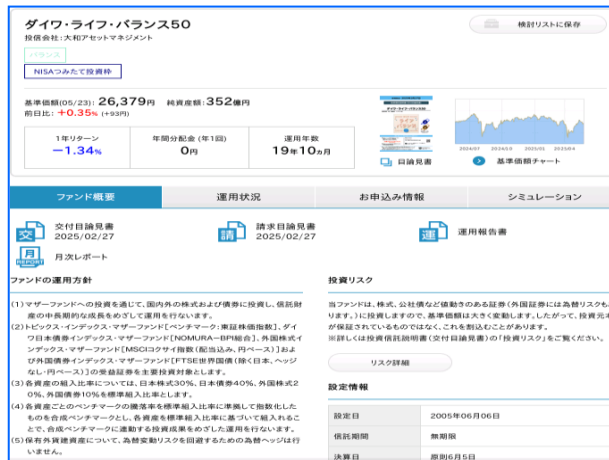 ダイワ・ライフ・バランス50
検討リストに保存
投信会社:大和アセットマネジメント
バランス
NISAつみたて投資枠
基準価額(05/23): 26,379円 純資産額: 352億円
前日比: +0.35% (+93円)
1年リターン
-1.34%
年間分配金 (年1回)
0円
運用年数
19年10ヵ月
目論見書
2024/07 2024/10 2025/01 2025/04
基準価額チャート
ファンド概要
運用状況
お申込み情報
シミュレーション
交付目論見書
2025/02/27
請求目論見書
2025/02/27
運用報告書
月次レポート
ファンドの運用方針
(1)マザーファンドへの投資を通じて、国内外の株式および債券に投資し、信託財
産の中長期的な成長をめざして運用を行ないます。
(2)トピックス・インデックス・マザーファンド[ベンチマーク:東証株価指数]、ダイ
ワ日本債券インデックス・マザーファンド[NOMURA-BPI総合]、外国株式イ
ンデックス・マザーファンド[MSCIコクサイ指数(配当込み、円ベース)]およ
び外国債券インデックス・マザーファンド[FTSE世界国債(除く日本、ヘッジ
なし・円ベース)]の受益証券を主要投資対象とします。
(3)各資産の組入比率については、日本株式30%、日本債券40%、外国株式2
0%、外国債券10%を標準組入比率とします。
(4)各資産ごとのベンチマークの騰落率を標準組入比率に準拠して指数化した
ものを合成ベンチマークとし、各資産を標準組入比率に基づいて組入れるこ
とで、合成ベンチマークに連動する投資成果をめざした運用を行ないます。
(5)保有外貨建資産について、為替変動リスクを回避するための為替ヘッジは行
いません。
投資リスク
当ファンドは、株式、公社債など値動きのある証券(外国証券には為替リスクも
ります。)に投資しますので、基準価額は大きく変動します。したがって、投資元本
が保証されているものではなく、これを割込むことがあります。
※詳しくは投資信託説明書(交付目論見書)の「投資リスク」をご覧ください。
リスク詳細
設定情報
設定日 2005年06月06日
信託期間 無期限
決算日 原則6月5日